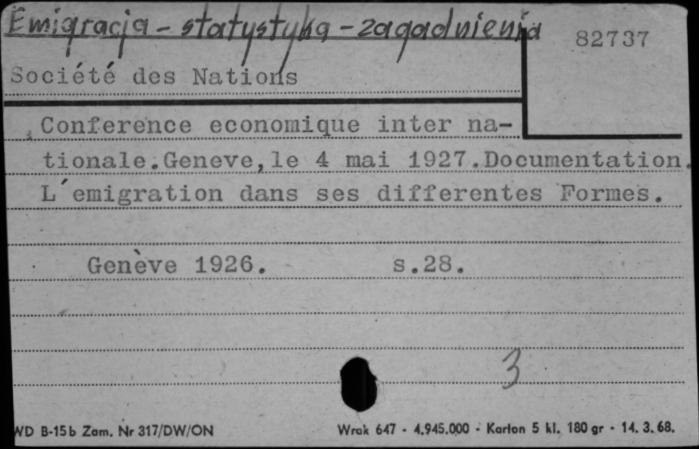 Emigracja - statystyka - zagadnienia
82737
Société des Nations
Conference economique inter na-
tionale.Geneve,le 4 mai 1927.Documentation.
L'emigration dans ses differentes Formes.
Genève 1926. s.28.
3
WD B-15b Zam. Nr 317/DW/ON Wrak 647 - 4.945.000 - Karton 5 kl. 180 gr - 14. 3. 68.